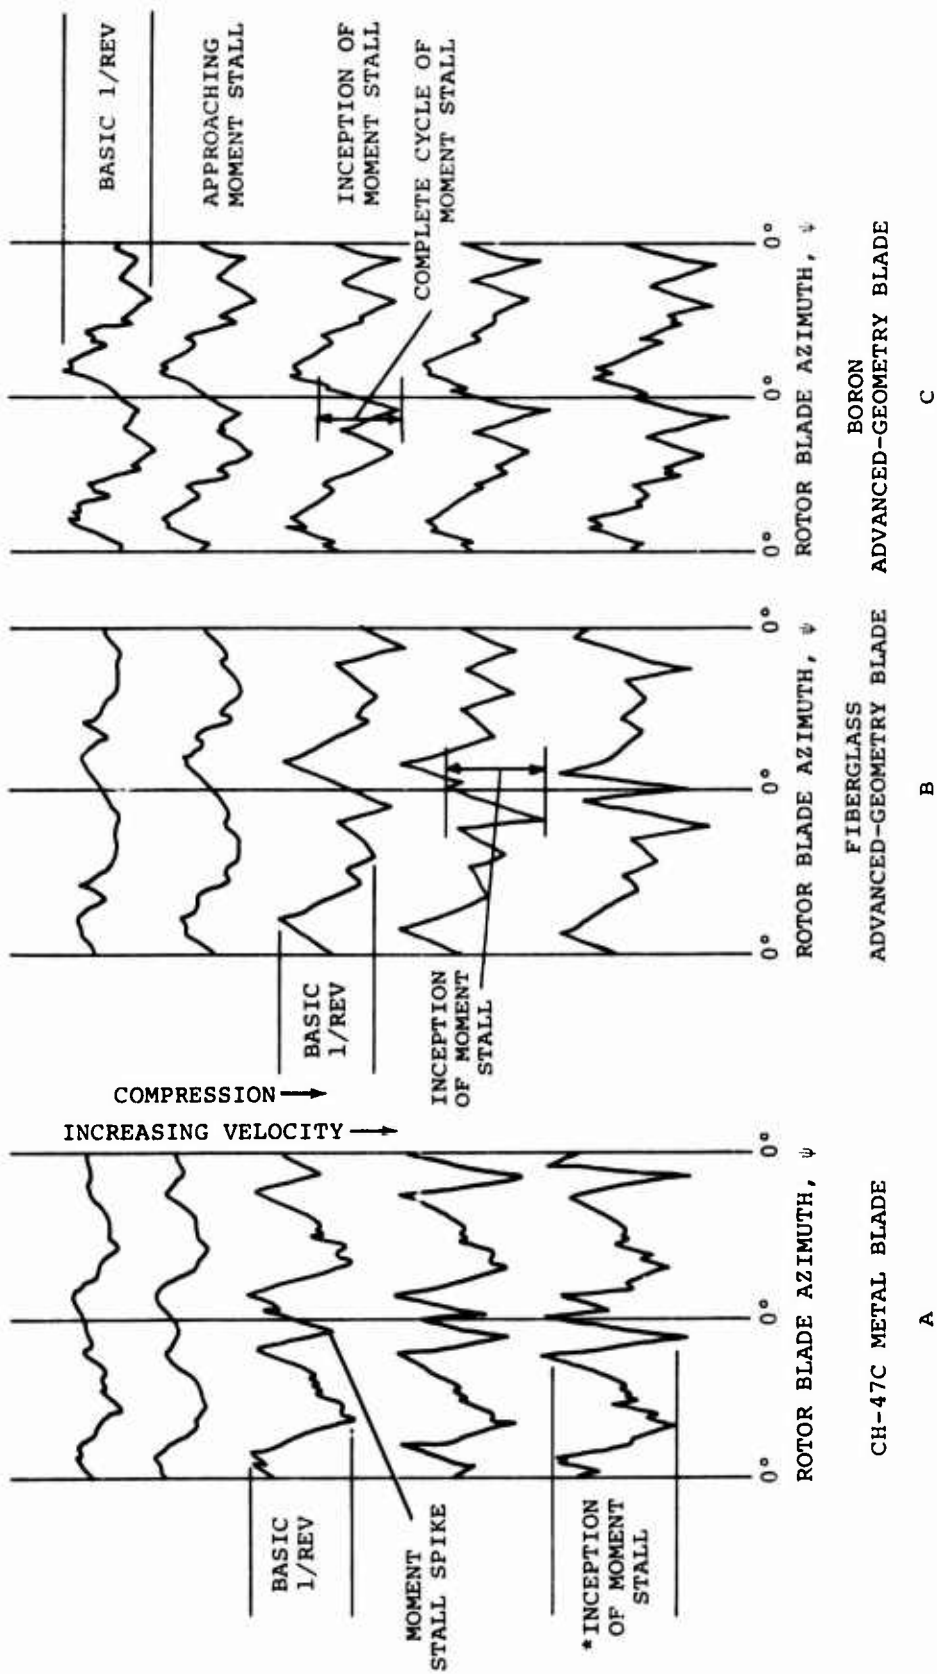 BASIC
1/REV
MOMENT
STALL SPIKE
*INCEPTION
OF MOMENT
STALL
0°
0°
0°
ROTOR BLADE AZIMUTH, ψ
CH-47C METAL BLADE
A
COMPRESSION
INCREASING VELOCITY
BASIC
1/REV
INCEPTION
OF MOMENT
STALL
0°
0°
0°
ROTOR BLADE AZIMUTH, ψ
FIBERGLASS
ADVANCED-GEOMETRY BLADE
B
BASIC 1/REV
APPROACHING
MOMENT STALL
INCEPTION OF
MOMENT STALL
COMPLETE CYCLE OF
MOMENT STALL
0°
0°
0°
ROTOR BLADE AZIMUTH, ψ
BORON
ADVANCED-GEOMETRY BLADE
C